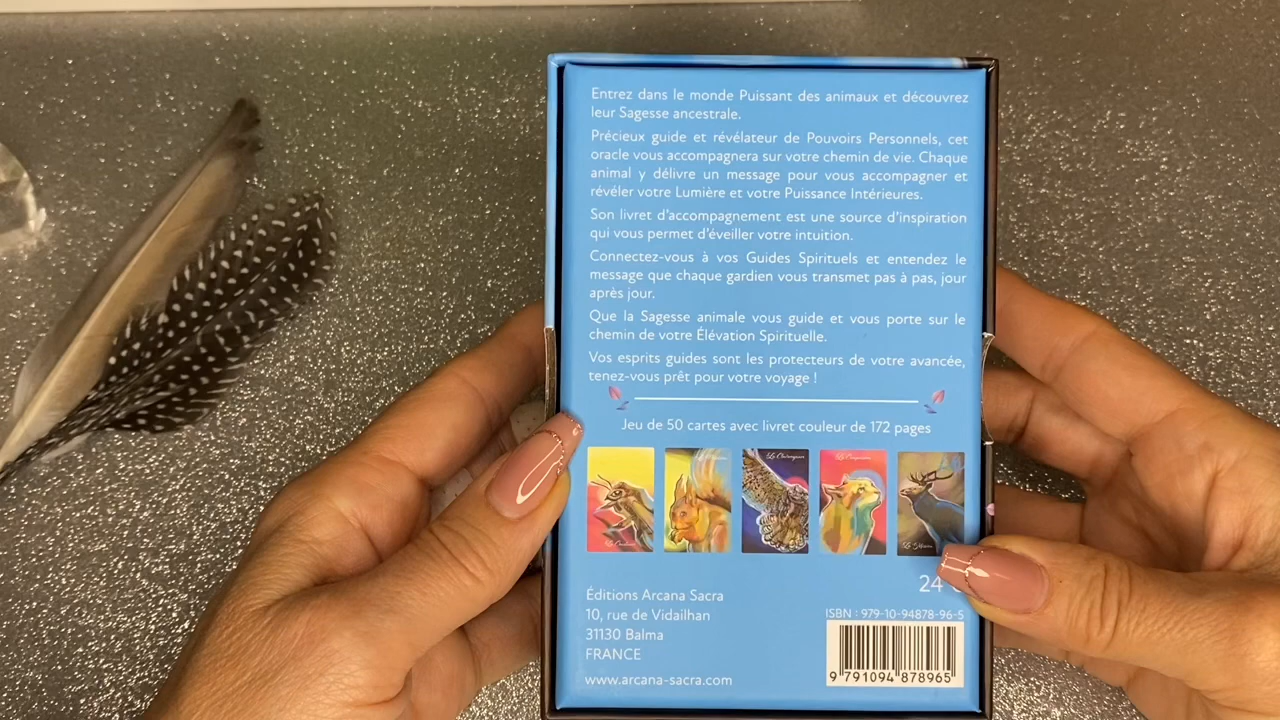 Entrez dans le monde Puissant des animaux et découvrez
leur Sagesse ancestrale.
Précieux guide et révélateur de Pouvoirs Personnels, cet
oracle vous accompagnera sur votre chemin de vie. Chaque
animal y délivre un message pour vous accompagner et
révéler votre Lumière et votre Puissance Intérieures.
Son livret d'accompagnement est une source d'inspiration
qui vous permet d'éveiller votre intuition.
Connectez-vous à vos Guides Spirituels et entendez le
message que chaque gardien vous transmet pas à pas, jour
après jour.
Que la Sagesse animale vous guide et vous porte sur le
chemin de votre Élévation Spirituelle.
Vos esprits guides sont les protecteurs de votre avancée,
tenez-vous prêt pour votre voyage !
Jeu de 50 cartes avec livret couleur de 172 pages
24
Éditions Arcana Sacra
10, rue de Vidailhan
31130 Balma
FRANCE
www.arcana-sacra.com
ISBN : 979-10-94878-96-5
9 791094 878965